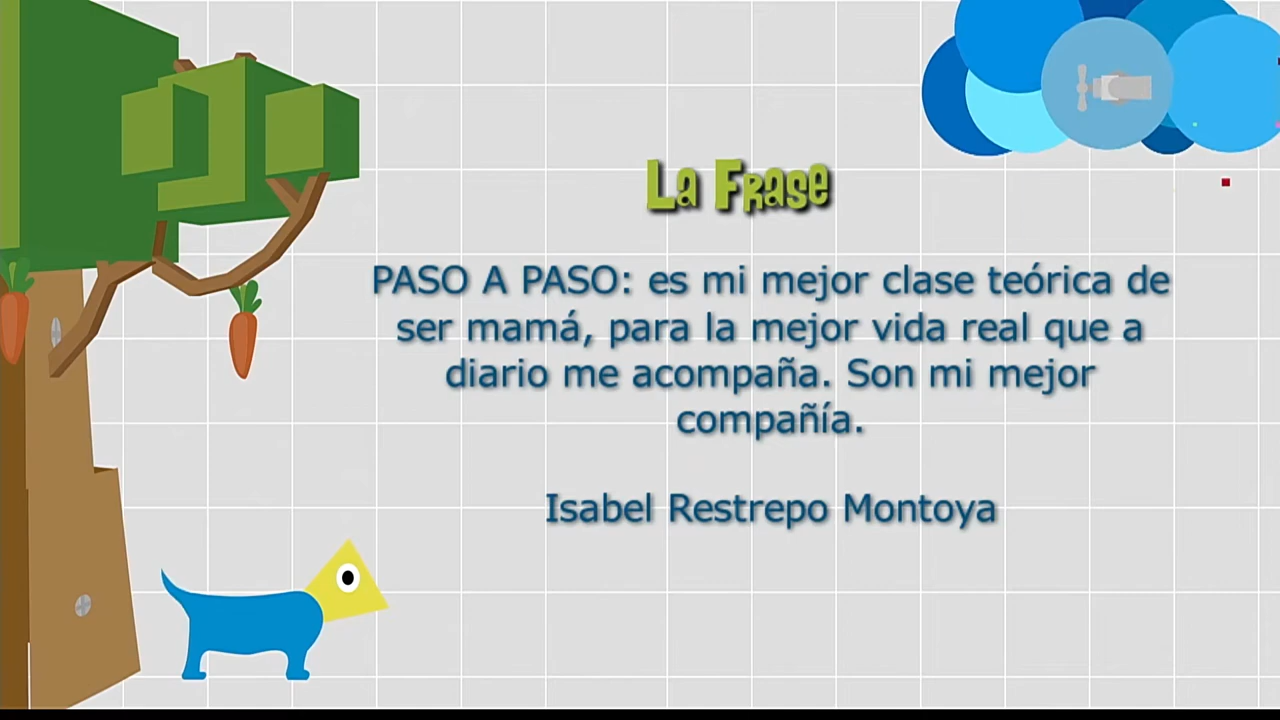 La Frase
PASO A PASO: es mi mejor clase teórica de
ser mamá, para la mejor vida real que a
diario me acompaña. Son mi mejor
compañía.
Isabel Restrepo Montoya